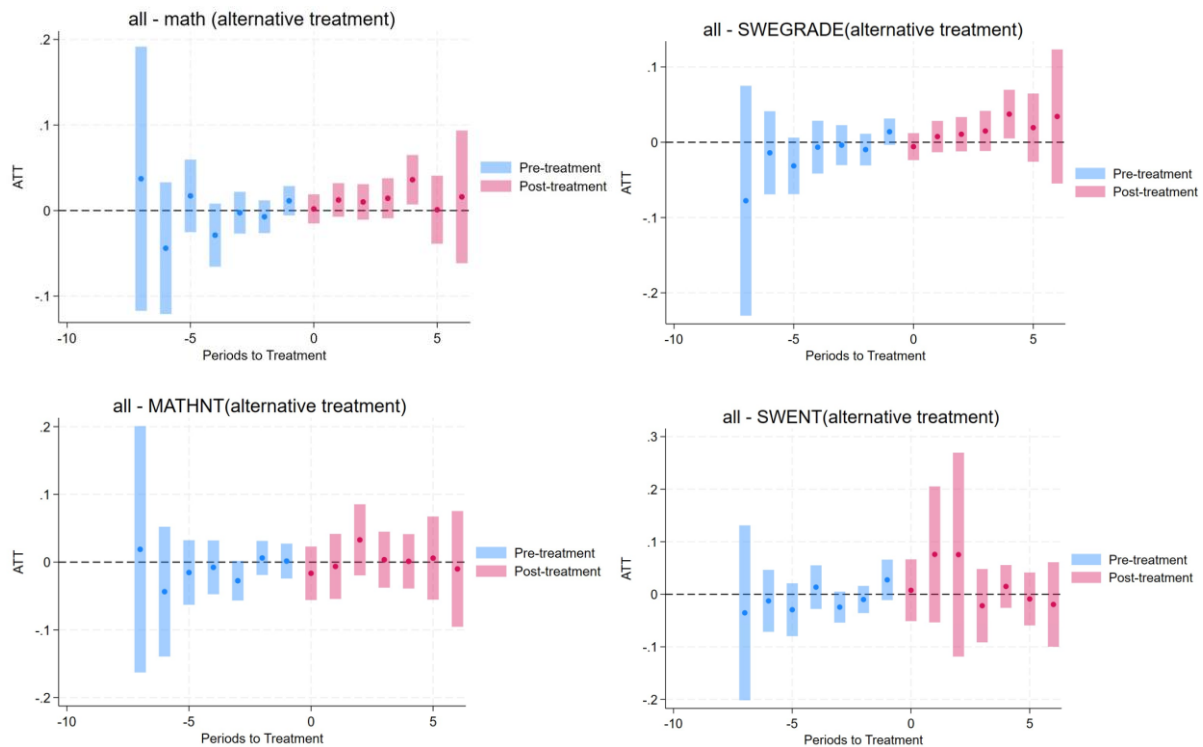 all - math (alternative treatment)
.2
.1
0
-.1
ATT
-10
-5
0
5
Periods to Treatment
Pre-treatment
Post-treatment
all - SWEGRADE(alternative treatment)
.1
0
-.1
-.2
ATT
-10
-5
0
5
Periods to Treatment
Pre-treatment
Post-treatment
all - MATHNT(alternative treatment)
.2
.1
0
-.1
-.2
ATT
-10
-5
0
5
Periods to Treatment
Pre-treatment
Post-treatment
all - SWENT(alternative treatment)
.3
.2
.1
0
-.1
-.2
ATT
-10
-5
0
5
Periods to Treatment
Pre-treatment
Post-treatment